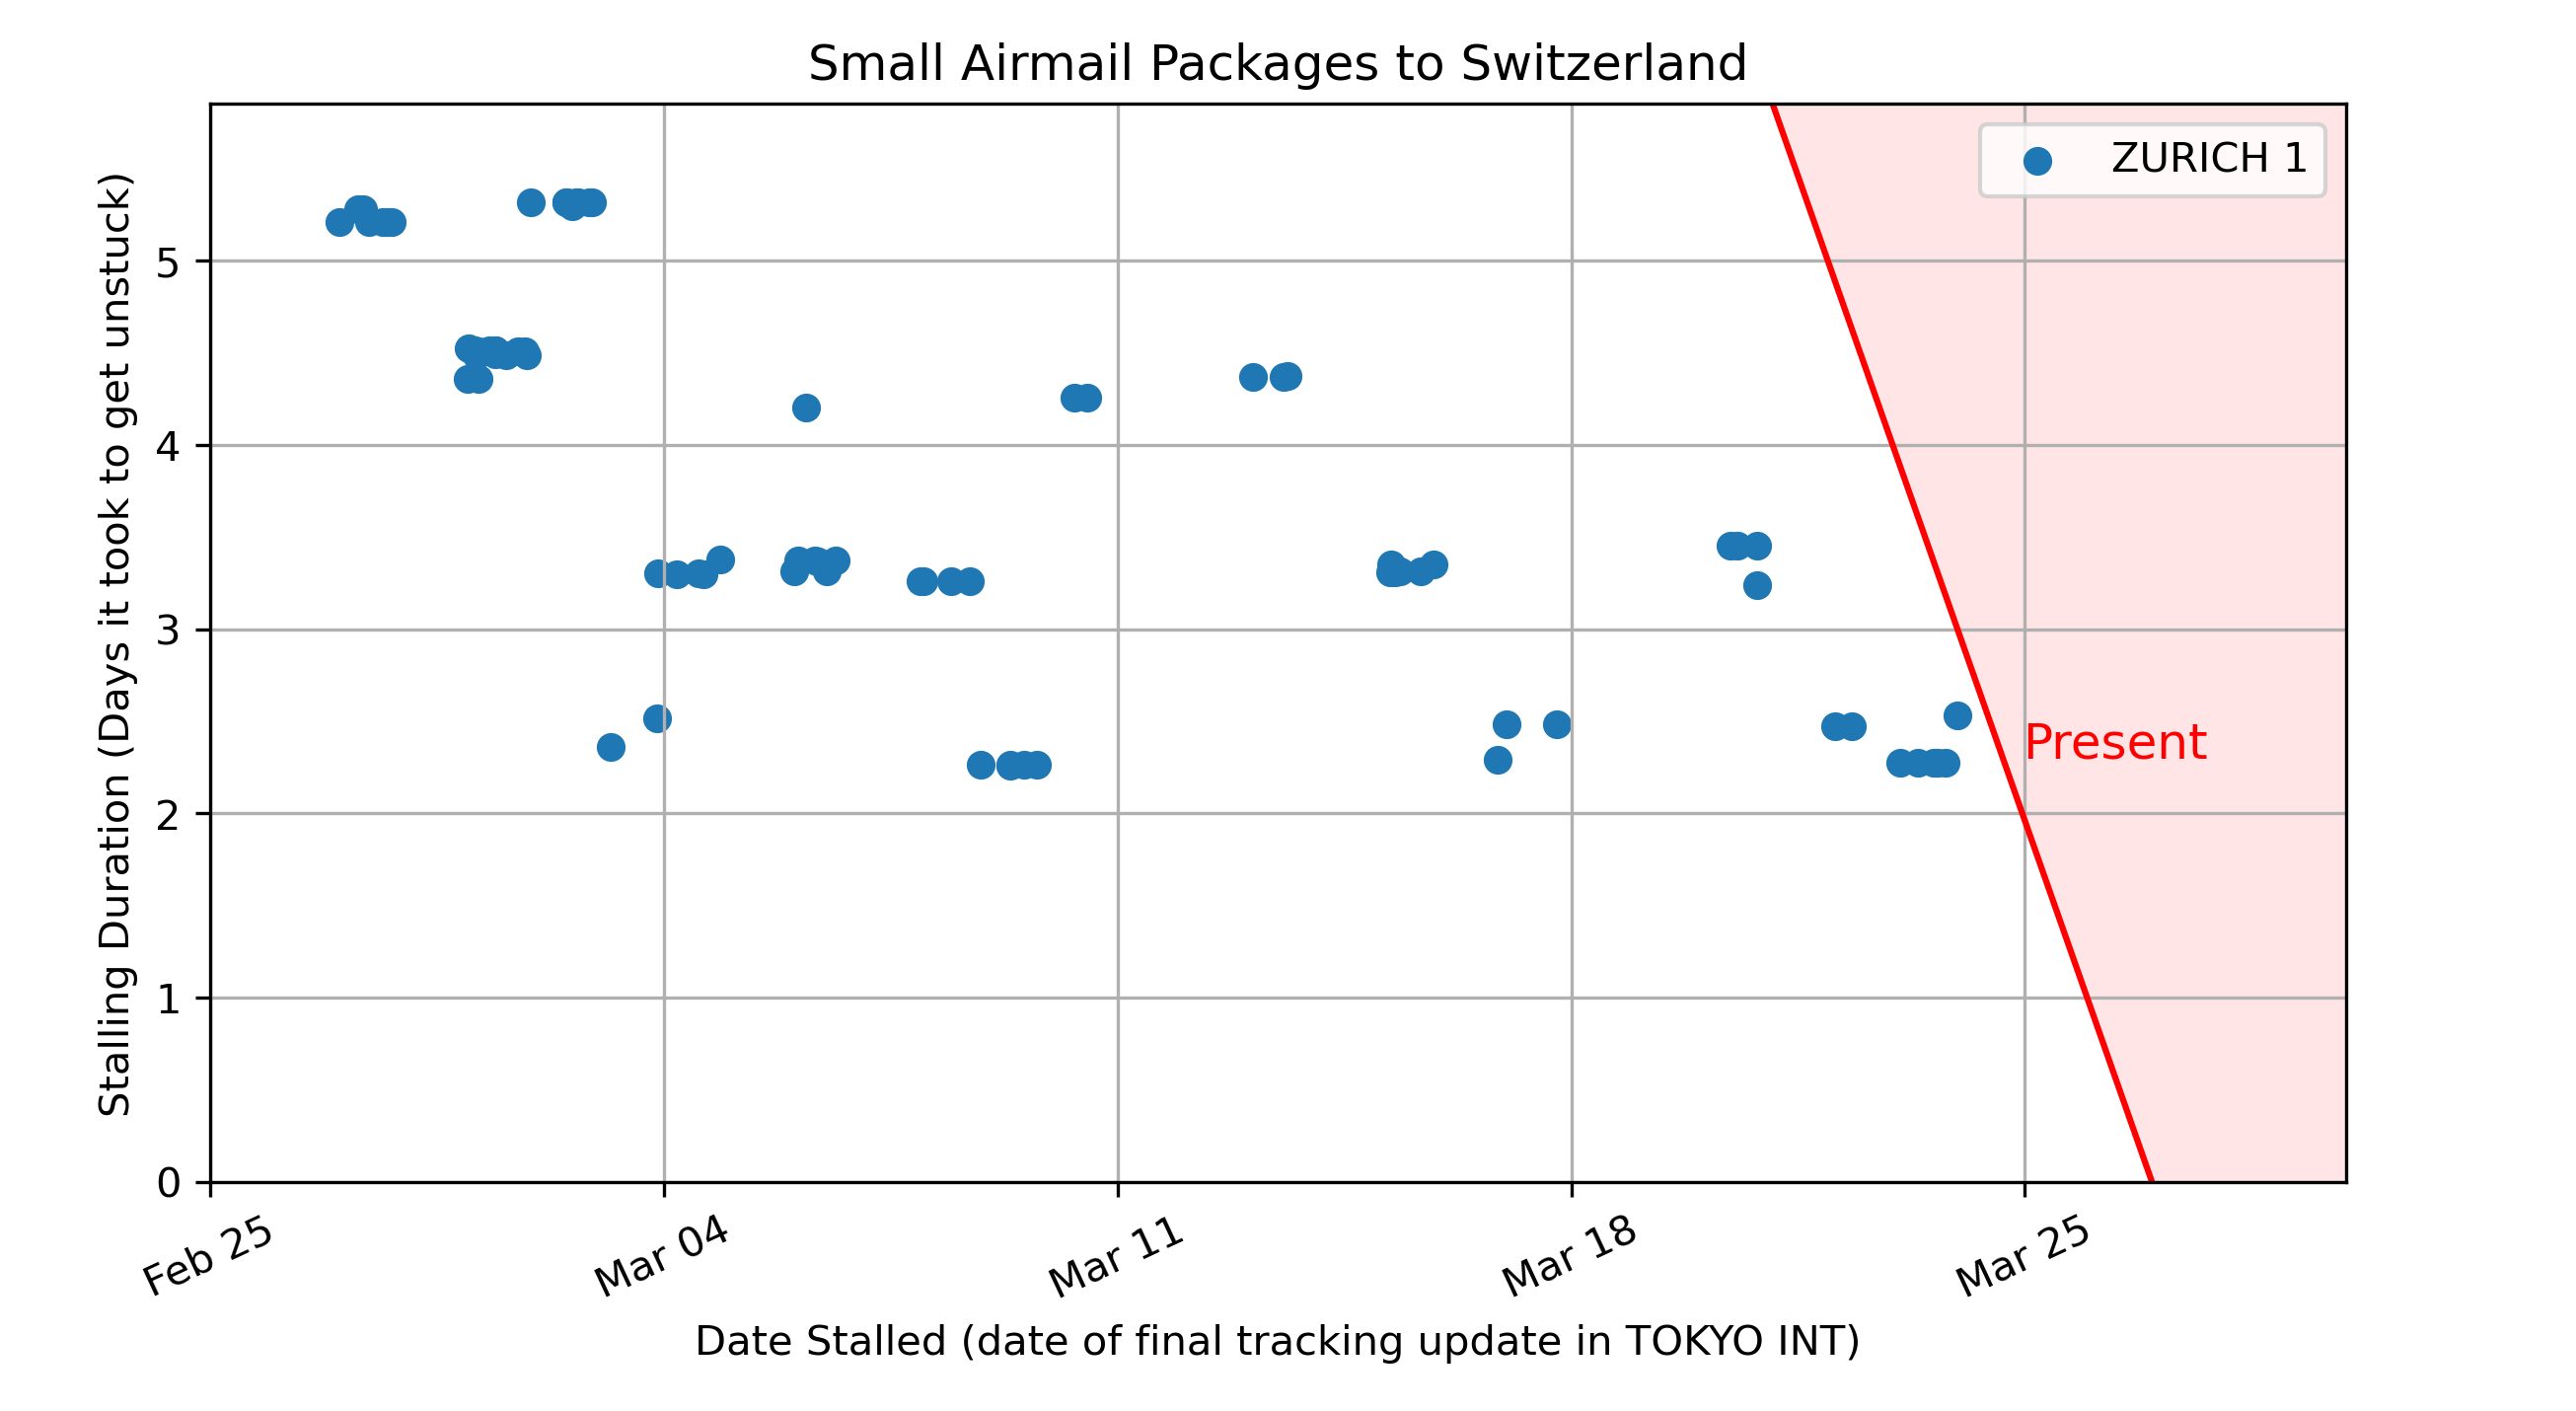 Small Airmail Packages to Switzerland
ZURICH 1
Stalling Duration (Days it took to get unstuck)
5
4
3
2
1
0
Present
Feb 25
Mar 04
Mar 11
Mar 18
Mar 25
Date Stalled (date of final tracking update in TOKYO INT)